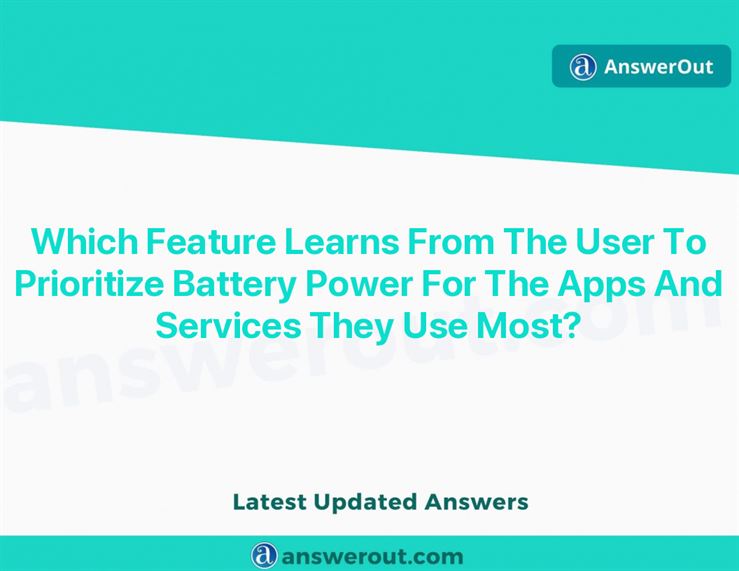 AnswerOut
Which Feature Learns From The User To
Prioritize Battery Power For The Apps And
Services They Use Most?
answerout.com
Latest Updated Answers
answerout.com